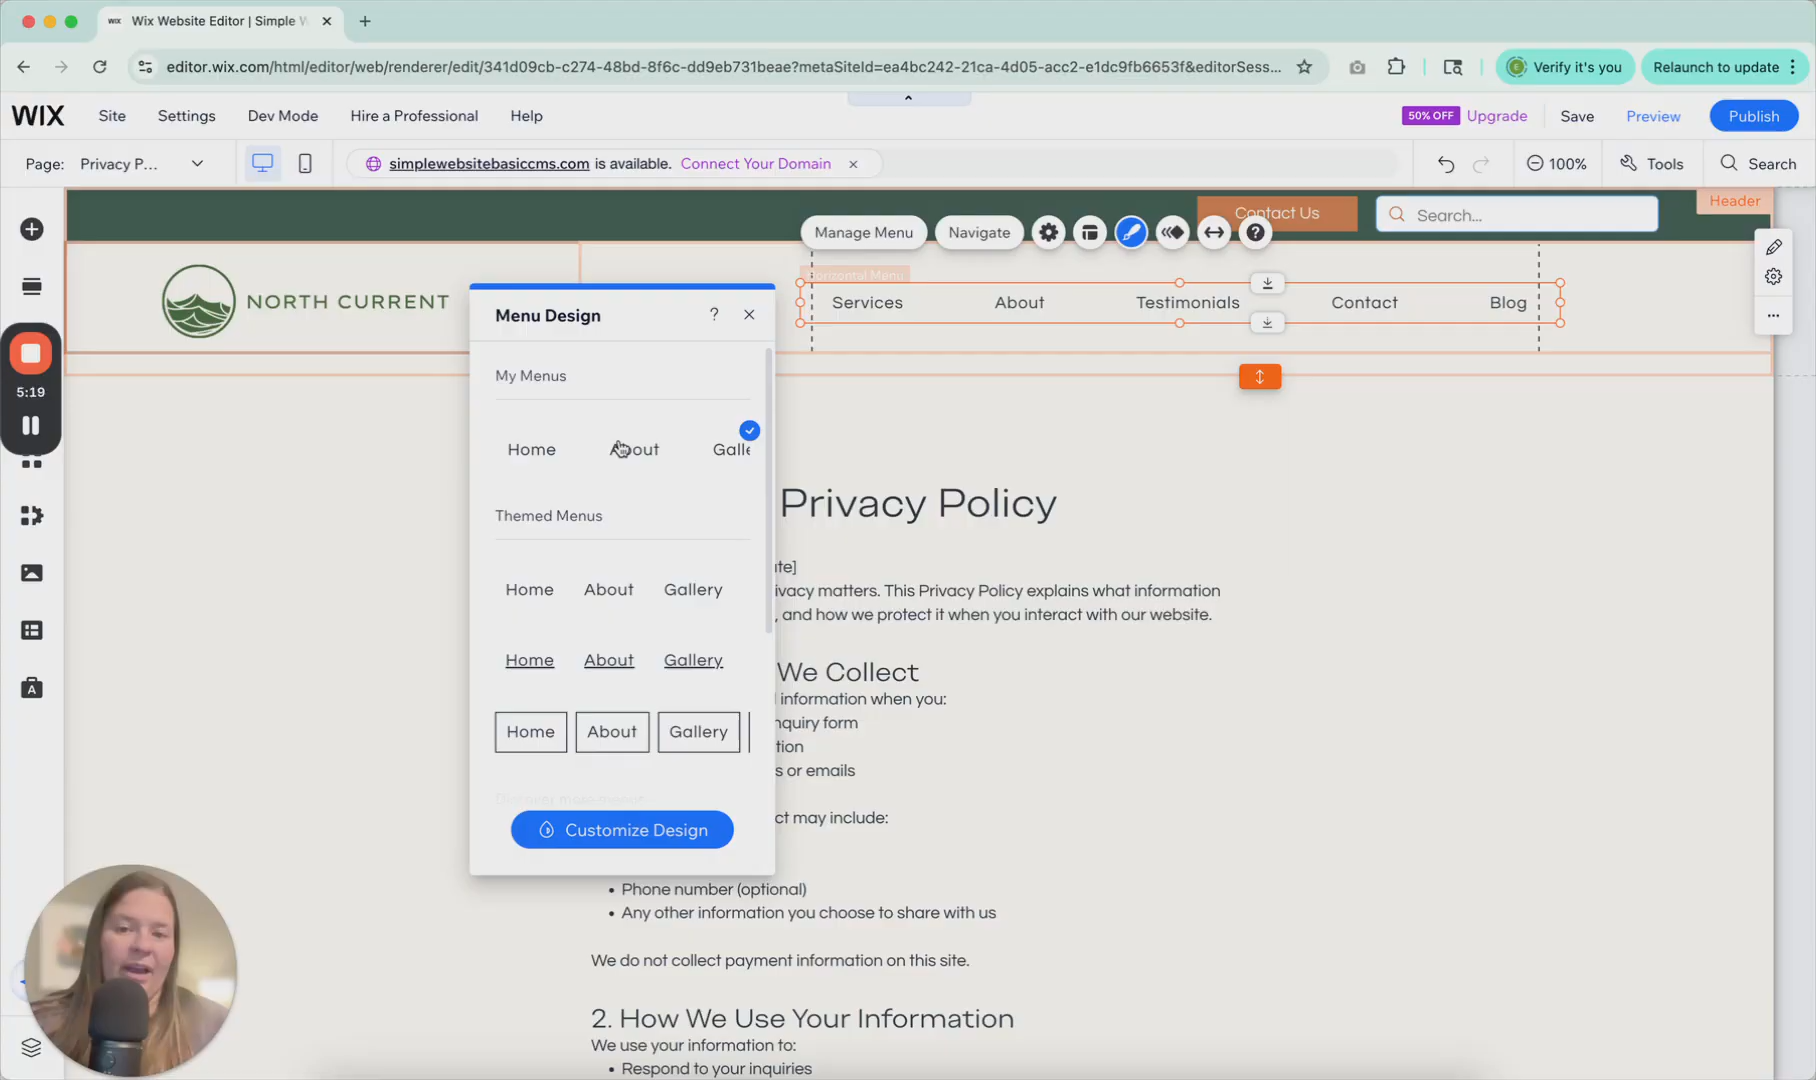 WIX Wix Website Editor | Simple W
editor.wix.com/html/editor/web/renderer/edit/341d09cb-c274-48bd-8f6c-dd9eb731beae?metaSiteId=ea4bc242-21ca-4d05-acc2-e1dc9fb6653f&editorSess...
Verify it's you
Relaunch to update
WIX
Site
Settings
Dev Mode
Hire a Professional
Help
50% OFF
Upgrade
Save
Preview
Publish
Page:
Privacy P...
simplewebsitebasiccms.com is available. Connect Your Domain
100%
Tools
Search
Contact Us
Search...
Header
Manage Menu
Navigate
Horizontal Menu
NORTH CURRENT
Services
About
Testimonials
Contact
Blog
5:19
Menu Design
?
My Menus
Home
About
Galle
Themed Menus
Home
About
Gallery
Home
About
Gallery
Home
About
Gallery
Customize Design
Privacy Policy
ate]
ivacy matters. This Privacy Policy explains what information
, and how we protect it when you interact with our website.
We Collect
information when you:
nquiry form
tion
s or emails
ct may include:
• Phone number (optional)
• Any other information you choose to share with us
We do not collect payment information on this site.
2. How We Use Your Information
We use your information to:
• Respond to your inquiries